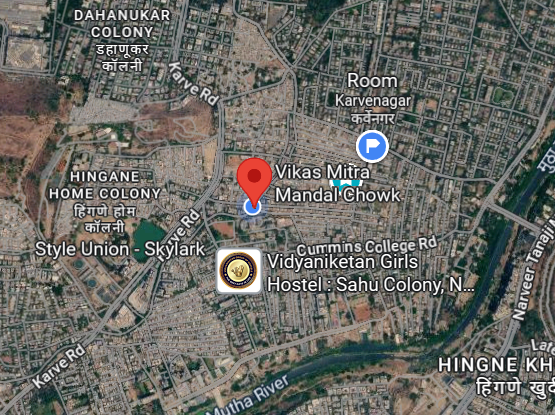 DAHANUKAR
COLONY
डहाणूकर
कॉलनी
Karve Rd
Room
Karvenagar
कर्वेनगर
Vikas Mitra
Mandal Chowk
HINGANE
HOME COLONY
हिंगणे होम
कॉलनी
Karve Rd
Style Union - Skylark
Cummins College Rd
Vidyaniketan Girls
Hostel : Sahu Colony, N...
Narveer Tanaji
Karve Rd
Mutha River
HINGNE KH
हिंगणे खु